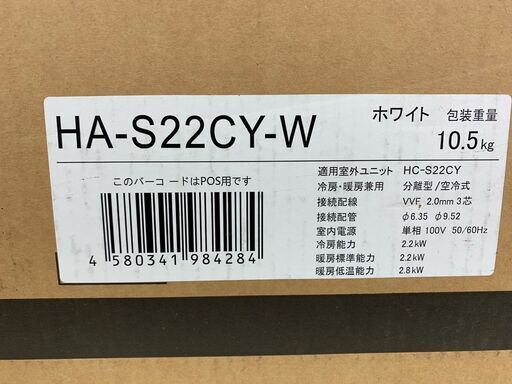 HA-S22CY-W
ホワイト 包装重量
10.5kg
このバーコードはPOS用です
4 580341 984284
適用室外ユニット HC-S22CY
冷房・暖房兼用 分離型/空冷式
接続配線 VVF 2.0mm 3芯
接続配管 φ6.35 φ9.52
室内電源 単相 100V 50/60Hz
冷房能力 2.2kW
暖房標準能力 2.2kW
暖房低温能力 2.8kW